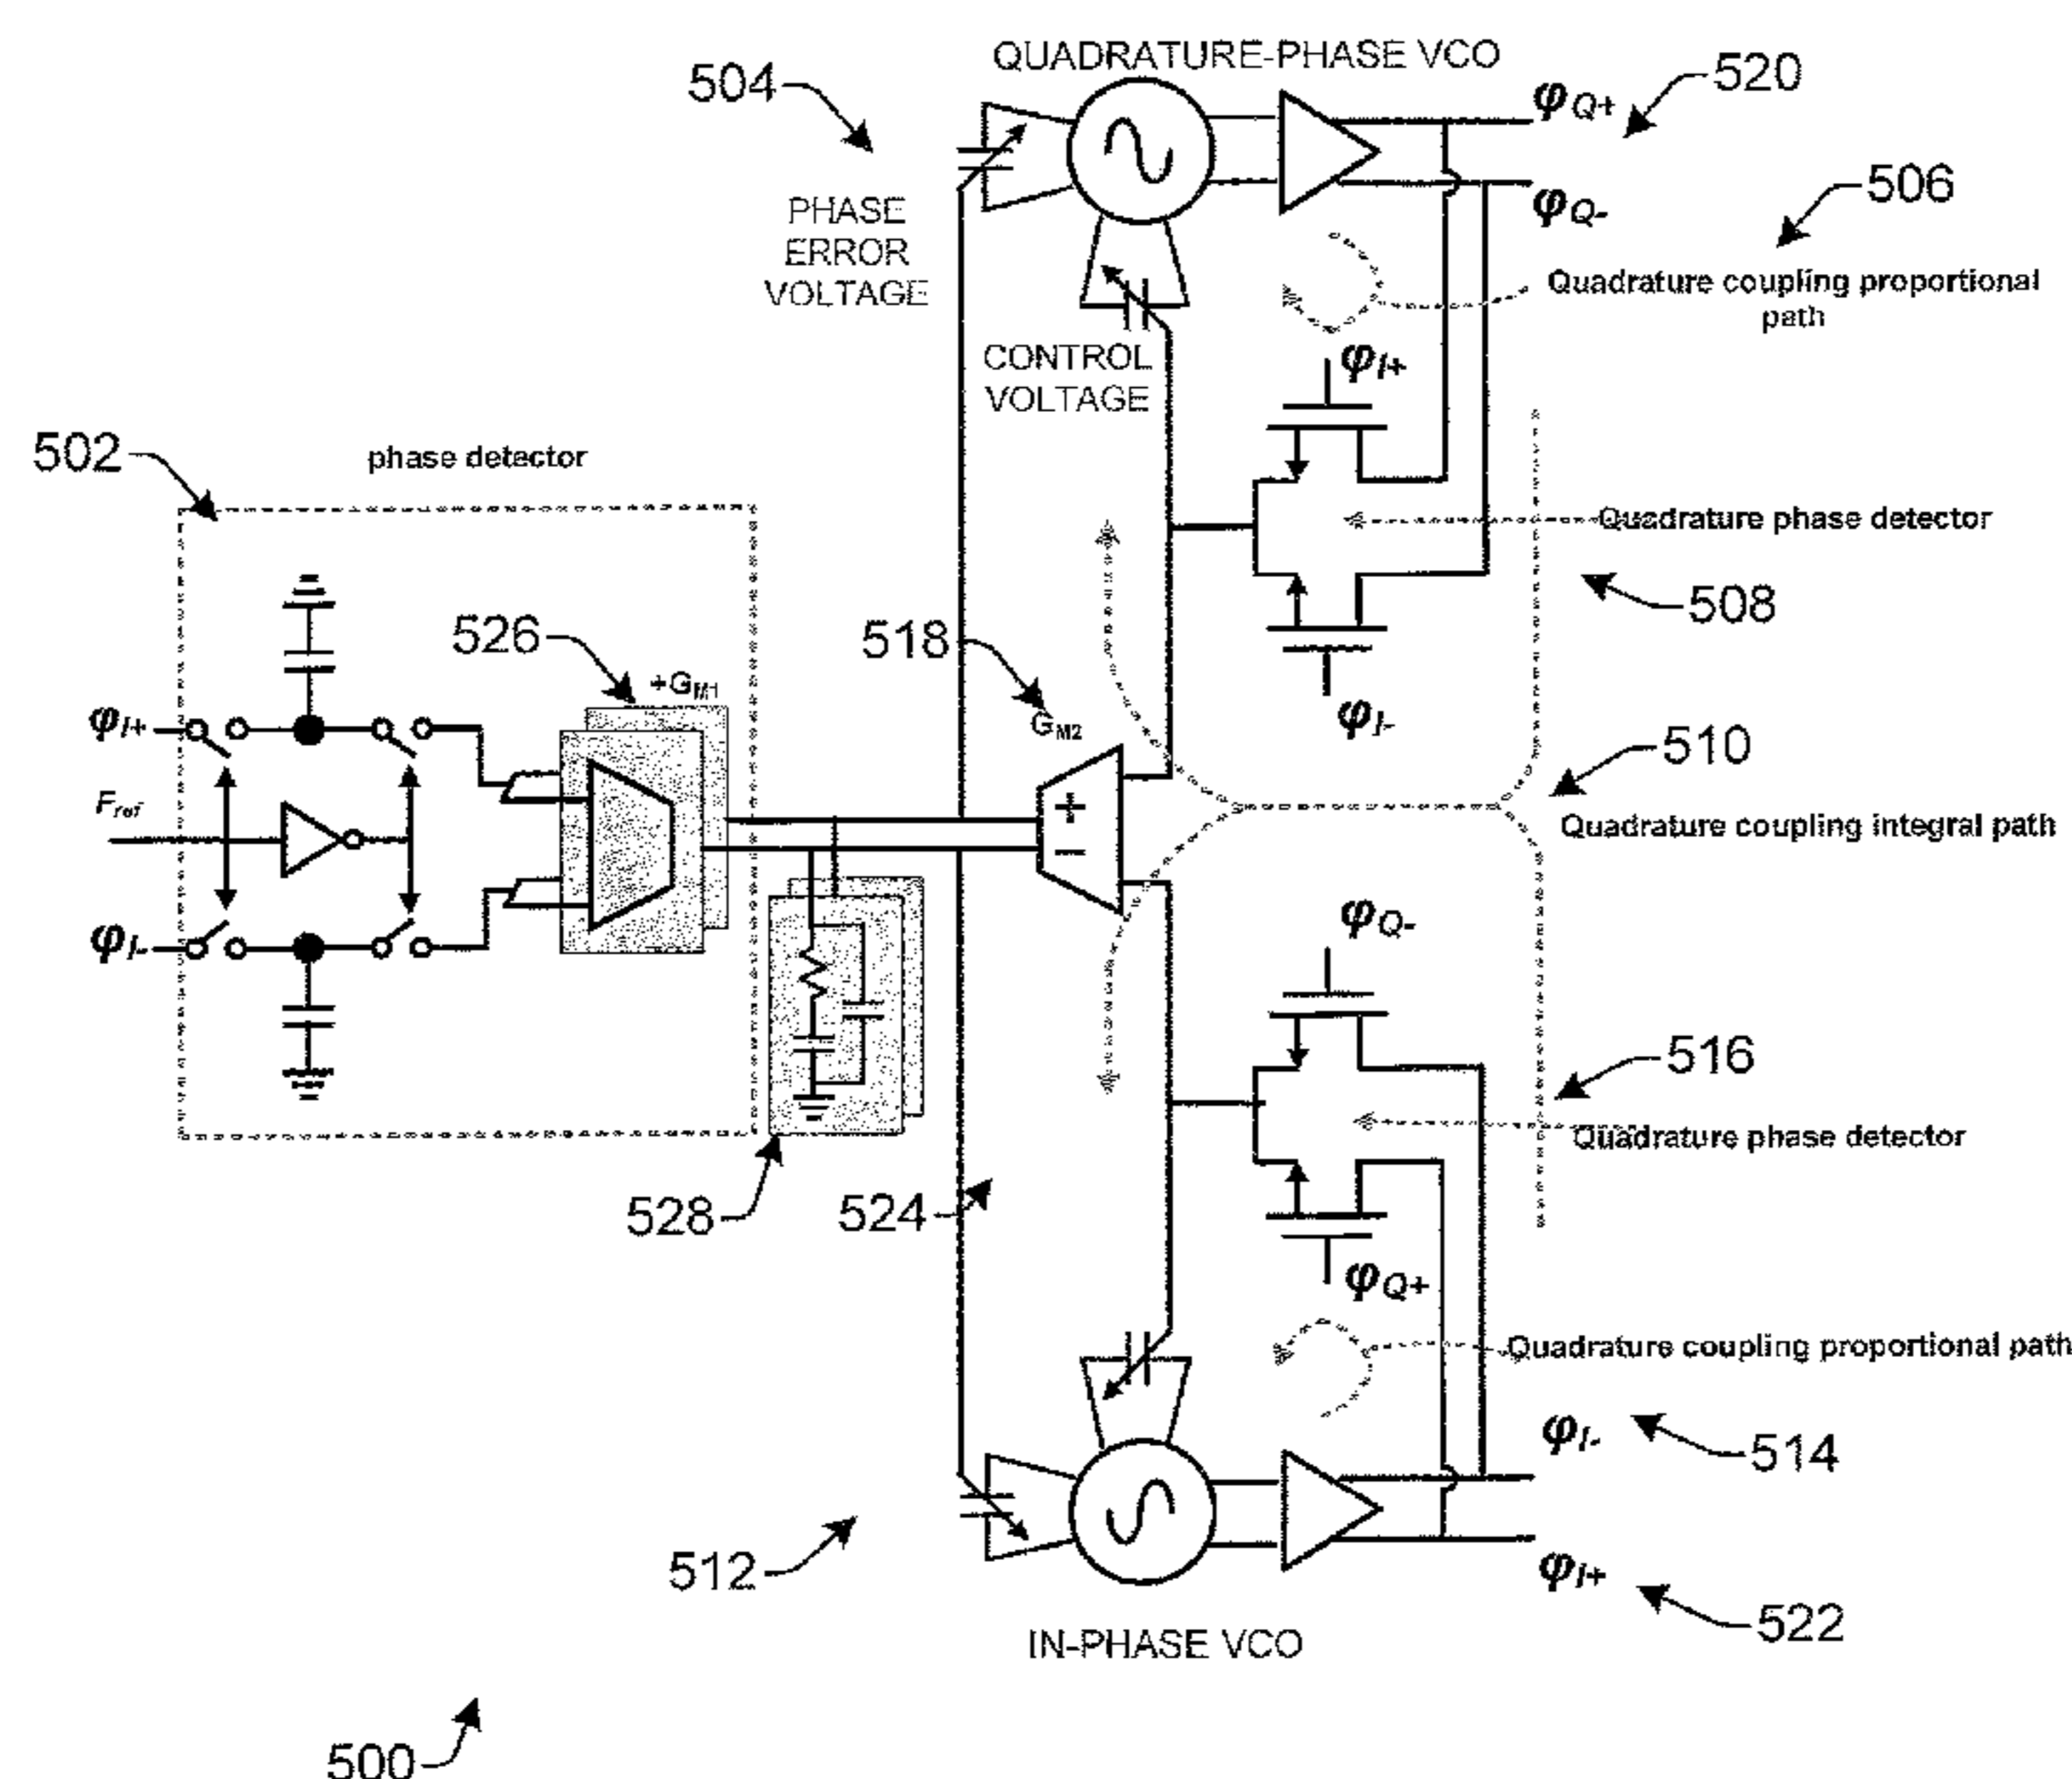 QUADRATURE-PHASE VCO
504
520
φQ+
φQ-
506
PHASE
ERROR
VOLTAGE
Quadrature coupling proportional
path
CONTROL
VOLTAGE
φI+
502
phase detector
Quadrature phase detector
508
526
+GM1
518
GM2
φI-
φI+
Fref
φI-
510
Quadrature coupling integral path
φQ-
516
Quadrature phase detector
528
524
φQ+
Quadrature coupling proportional path
φI-
514
512
φI+
522
IN-PHASE VCO
500